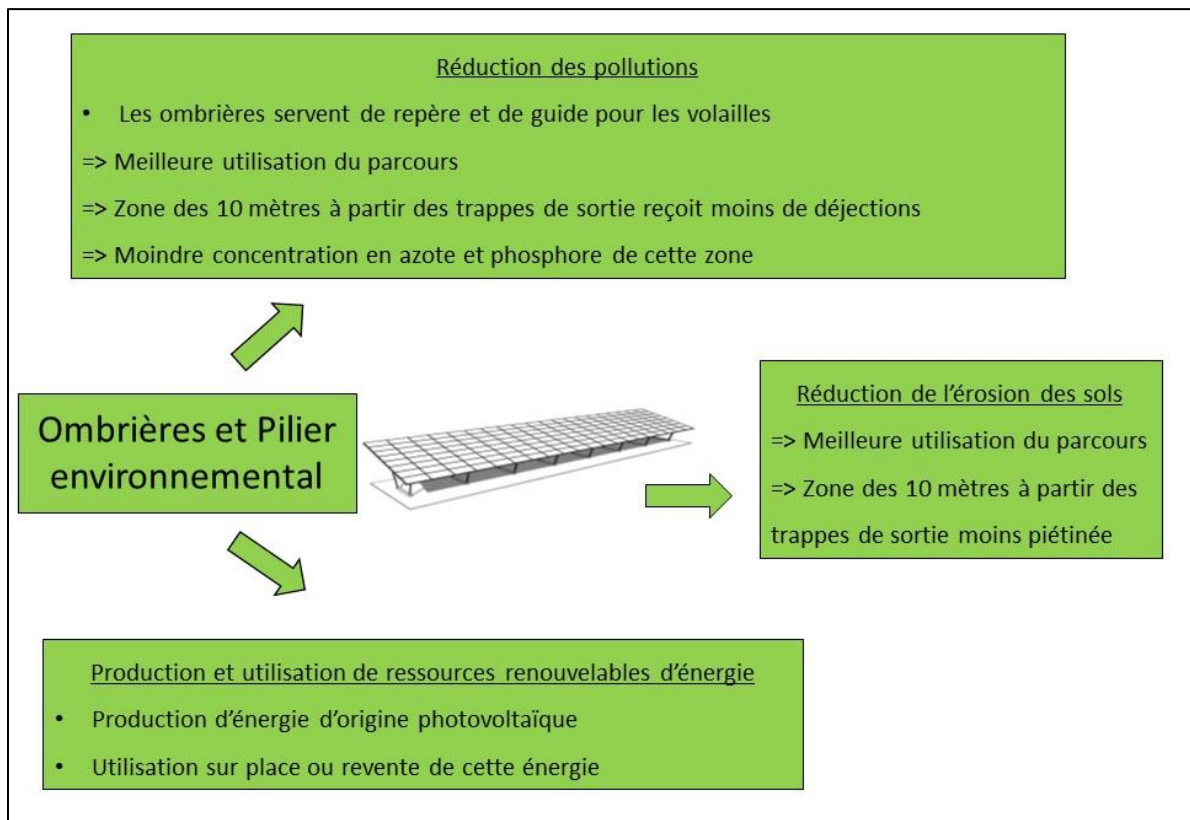 Réduction des pollutions
• Les ombrières servent de repère et de guide pour les volailles
=> Meilleure utilisation du parcours
=> Zone des 10 mètres à partir des trappes de sortie reçoit moins de déjections
=> Moindre concentration en azote et phosphore de cette zone
Ombrières et Pilier
environnemental
Réduction de l’érosion des sols
=> Meilleure utilisation du parcours
=> Zone des 10 mètres à partir des
trappes de sortie moins piétinée
Production et utilisation de ressources renouvelables d’énergie
• Production d’énergie d’origine photovoltaïque
• Utilisation sur place ou revente de cette énergie